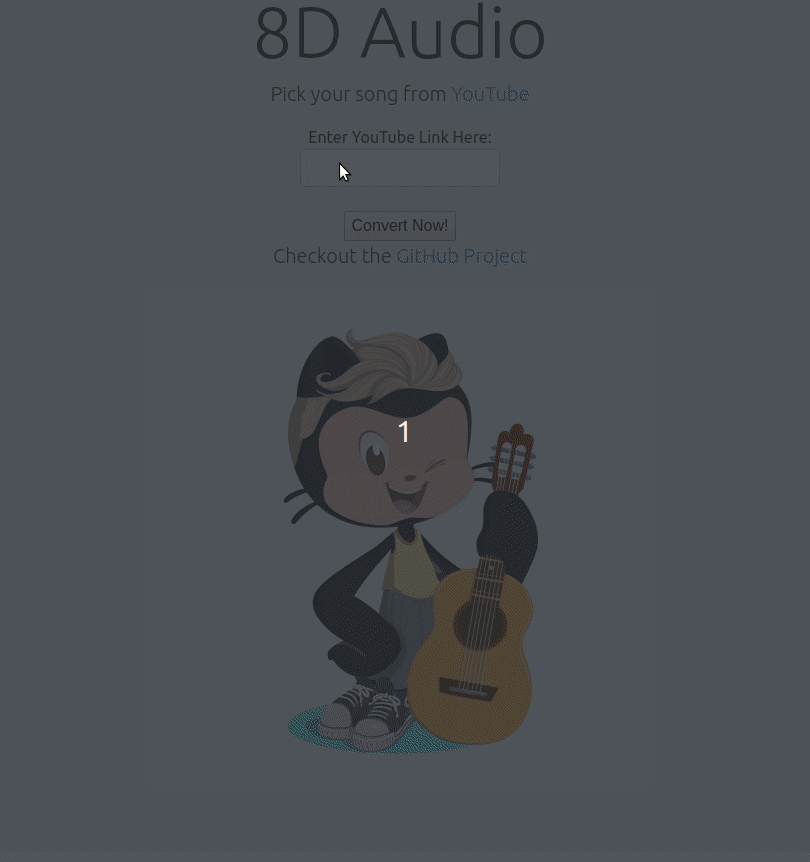 8D Audio
Pick your song from YouTube
Enter YouTube Link Here:
Convert Now!
Checkout the GitHub Project
1